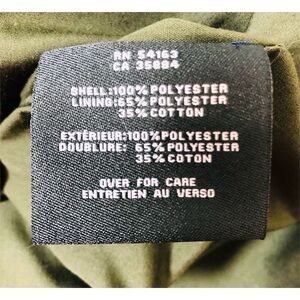 RN 54163
CA 35884
SHELL:100% POLYESTER
LINING:65% POLYESTER
35% COTTON
EXTÉRIEUR:100% POLYESTER
DOUBLURE: 65% POLYESTER
35% COTON
OVER FOR CARE
ENTRETIEN AU VERSO